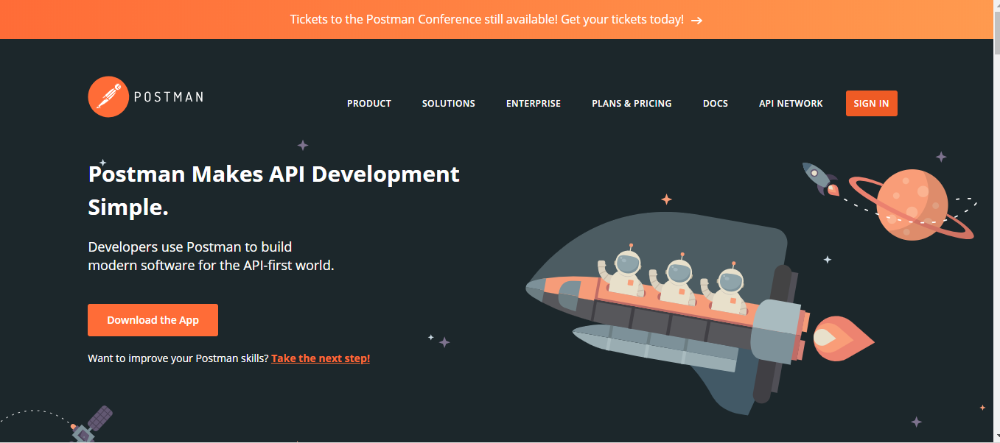 Tickets to the Postman Conference still available! Get your tickets today! →
POSTMAN
PRODUCT SOLUTIONS ENTERPRISE PLANS & PRICING DOCS API NETWORK SIGN IN
Postman Makes API Development
Simple.
Developers use Postman to build
modern software for the API-first world.
Download the App
Want to improve your Postman skills? Take the next step!